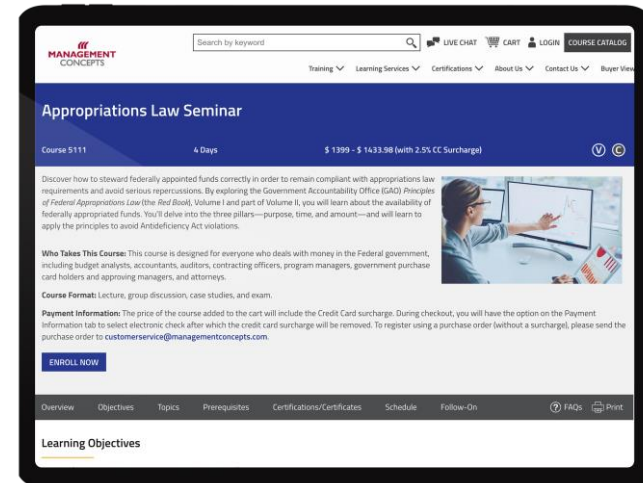 MANAGEMENT
CONCEPTS
Search by keyword
LIVE CHAT
CART
LOGIN
COURSE CATALOG
Training
Learning Services
Certifications
About Us
Contact Us
Buyer View
Appropriations Law Seminar
Course 5111
4 Days
$ 1399 - $ 1433.98 (with 2.5% CC Surcharge)
V
C
Discover how to steward federally appointed funds correctly in order to remain compliant with appropriations law
requirements and avoid serious repercussions. By exploring the Government Accountability Office (GAO) Principles
of Federal Appropriations Law (the Red Book), Volume I and part of Volume II, you will learn about the availability of
federally appropriated funds. You'll delve into the three pillars—purpose, time, and amount—and will learn to
apply the principles to avoid Antideficiency Act violations.
Who Takes This Course: This course is designed for everyone who deals with money in the Federal government,
including budget analysts, accountants, auditors, contracting officers, program managers, government purchase
card holders and approving managers, and attorneys.
Course Format: Lecture, group discussion, case studies, and exam.
Payment Information: The price of the course added to the cart will include the Credit Card surcharge. During checkout, you will have the option on the Payment
Information tab to select electronic check after which the credit card surcharge will be removed. To register using a purchase order (without a surcharge), please send the
purchase order to customerservice@managementconcepts.com.
ENROLL NOW
Overview
Objectives
Topics
Prerequisites
Certifications/Certificates
Schedule
Follow-On
? FAQs
Print
Learning Objectives